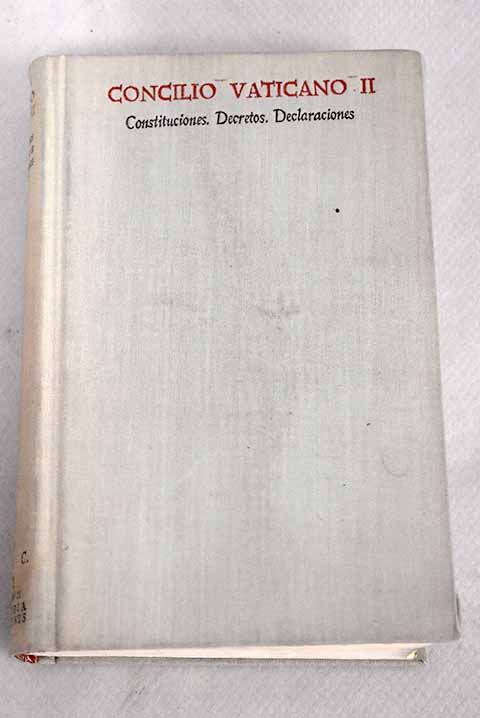 CONCILIO VATICANO II
Constituciones. Decretos. Declaraciones
C.